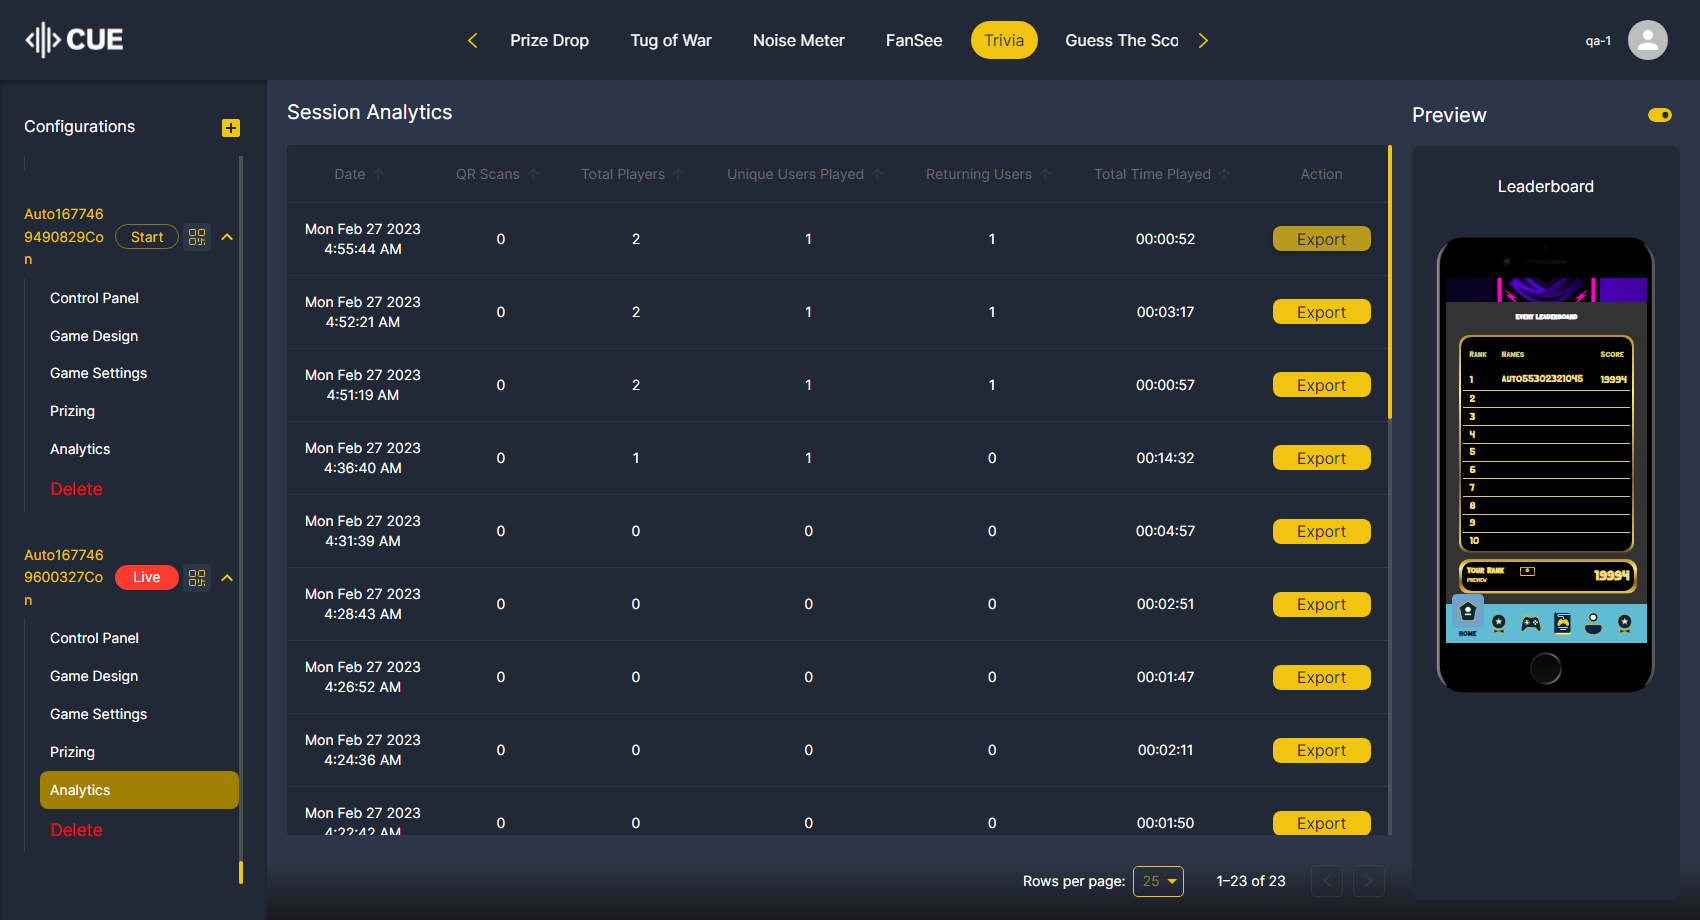 CUE
Prize Drop
Tug of War
Noise Meter
FanSee
Trivia
Guess The Sco
qa-1
Configurations
Auto167746
9490829Co
n
Start
Control Panel
Game Design
Game Settings
Prizing
Analytics
Delete
Auto167746
9600327Co
n
Live
Control Panel
Game Design
Game Settings
Prizing
Analytics
Delete
Session Analytics
Date QR Scans Total Players Unique Users Played Returning Users Total Time Played Action
Mon Feb 27 2023
4:55:44 AM
0 2 1 1 00:00:52 Export
Mon Feb 27 2023
4:52:21 AM
0 2 1 1 00:03:17 Export
Mon Feb 27 2023
4:51:19 AM
0 2 1 1 00:00:57 Export
Mon Feb 27 2023
4:36:40 AM
0 1 1 0 00:14:32 Export
Mon Feb 27 2023
4:31:39 AM
0 0 0 0 00:04:57 Export
Mon Feb 27 2023
4:28:43 AM
0 0 0 0 00:02:51 Export
Mon Feb 27 2023
4:26:52 AM
0 0 0 0 00:01:47 Export
Mon Feb 27 2023
4:24:36 AM
0 0 0 0 00:02:11 Export
Mon Feb 27 2023
4:22:42 AM
0 0 0 0 00:01:50 Export
Rows per page: 25 1–23 of 23
Preview
Leaderboard
EVENT LEADERBOARD
RANK NAMES SCORE
1 AUTO55302321045 19994
2
3
4
5
6
7
8
9
10
YOUR RANK
PREVIEW
19994
HOME